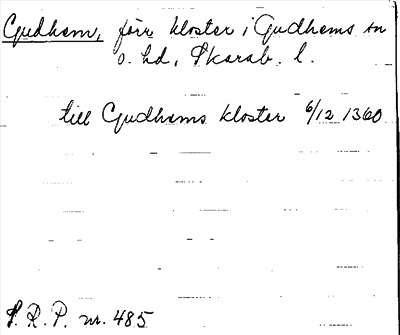 Gudhem, förr kloster i Gudhems sn
o. hd, Skarab. l.
till Gudhems kloster 6/12 1360
S. R. P. nr. 485